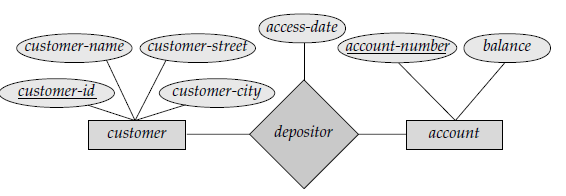 access-date
customer-name
customer-street
account-number
balance
customer-id
customer-city
customer
depositor
account